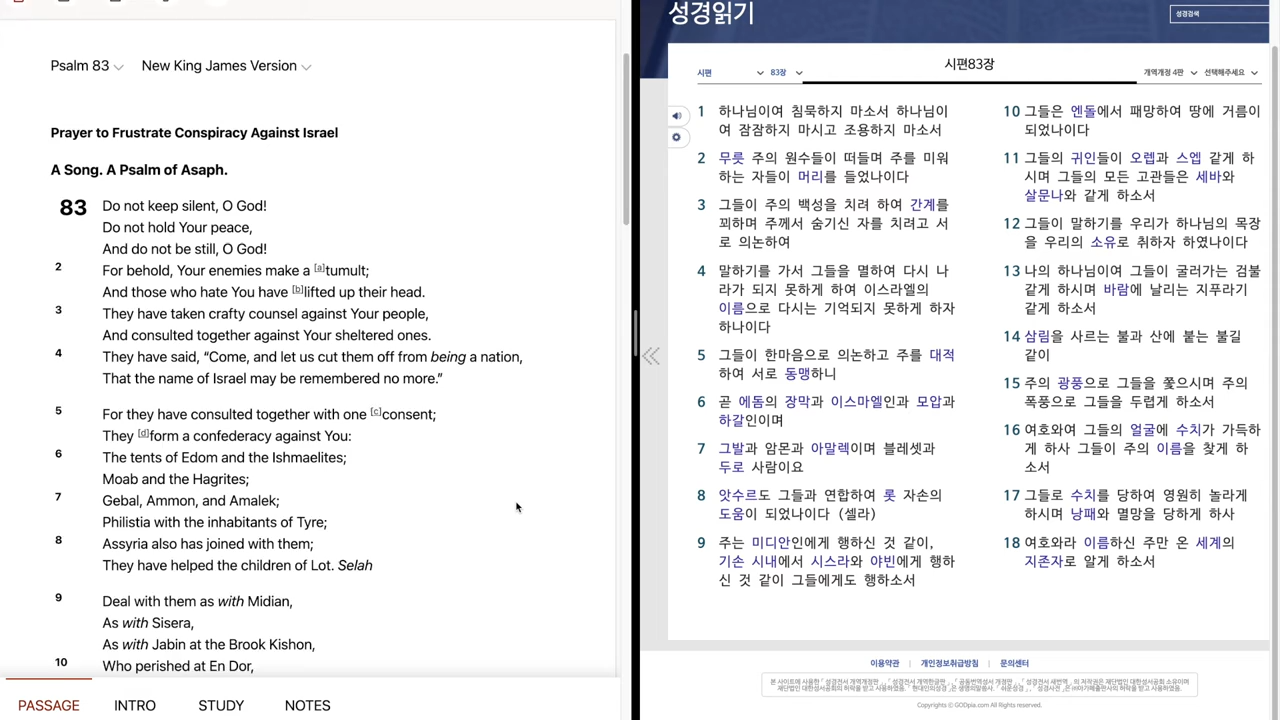 Psalm 83
New King James Version
Prayer to Frustrate Conspiracy Against Israel
A Song. A Psalm of Asaph.
83 Do not keep silent, O God!
Do not hold Your peace,
And do not be still, O God!
2 For behold, Your enemies make a [a]tumult;
And those who hate You have [b]lifted up their head.
3 They have taken crafty counsel against Your people,
And consulted together against Your sheltered ones.
4 They have said, “Come, and let us cut them off from being a nation,
That the name of Israel may be remembered no more.”
5 For they have consulted together with one [c]consent;
They [d]form a confederacy against You:
6 The tents of Edom and the Ishmaelites;
Moab and the Hagrites;
7 Gebal, Ammon, and Amalek;
Philistia with the inhabitants of Tyre;
8 Assyria also has joined with them;
They have helped the children of Lot. Selah
9 Deal with them as with Midian,
As with Sisera,
As with Jabin at the Brook Kishon,
10 Who perished at En Dor,
PASSAGE INTRO STUDY NOTES
성경읽기
성경검색
시편83장
시편 83장
개역개정 4판 선택해주세요
1 하나님이여 침묵하지 마소서 하나님이
여 잠잠하지 마시고 조용하지 마소서
2 무릇 주의 원수들이 떠들며 주를 미워
하는 자들이 머리를 들었나이다
3 그들이 주의 백성을 치려 하여 간계를
꾀하며 주께서 숨기신 자를 치려고 서
로 의논하여
4 말하기를 가서 그들을 멸하여 다시 나
라가 되지 못하게 하여 이스라엘의
이름으로 다시는 기억되지 못하게 하자
하나이다
5 그들이 한마음으로 의논하고 주를 대적
하여 서로 동맹하니
6 곧 에돔의 장막과 이스마엘인과 모압과
하갈인이며
7 그발과 암몬과 아말렉이며 블레셋과
두로 사람이요
8 앗수르도 그들과 연합하여 롯 자손의
도움이 되었나이다 (셀라)
9 주는 미디안인에게 행하신 것 같이,
기손 시내에서 시스라와 야빈에게 행하
신 것 같이 그들에게도 행하소서
10 그들은 엔돌에서 패망하여 땅에 거름이
되었나이다
11 그들의 귀인들이 오렙과 스엡 같게 하
시며 그들의 모든 고관들은 세바와
살문나와 같게 하소서
12 그들이 말하기를 우리가 하나님의 목장
을 우리의 소유로 취하자 하였나이다
13 나의 하나님이여 그들이 굴러가는 검불
같게 하시며 바람에 날리는 지푸라기
같게 하소서
14 삼림을 사르는 불과 산에 붙는 불길
같이
15 주의 광풍으로 그들을 쫓으시며 주의
폭풍으로 그들을 두렵게 하소서
16 여호와여 그들의 얼굴에 수치가 가득하
게 하사 그들이 주의 이름을 찾게 하
소서
17 그들로 수치를 당하여 영원히 놀라게
하시며 낭패와 멸망을 당하게 하사
18 여호와라 이름하신 주만 온 세계의
지존자로 알게 하소서
이용약관 | 개인정보취급방침 | 문의센터
Copyrights ⓒ GODpia.com All Rights reserved.